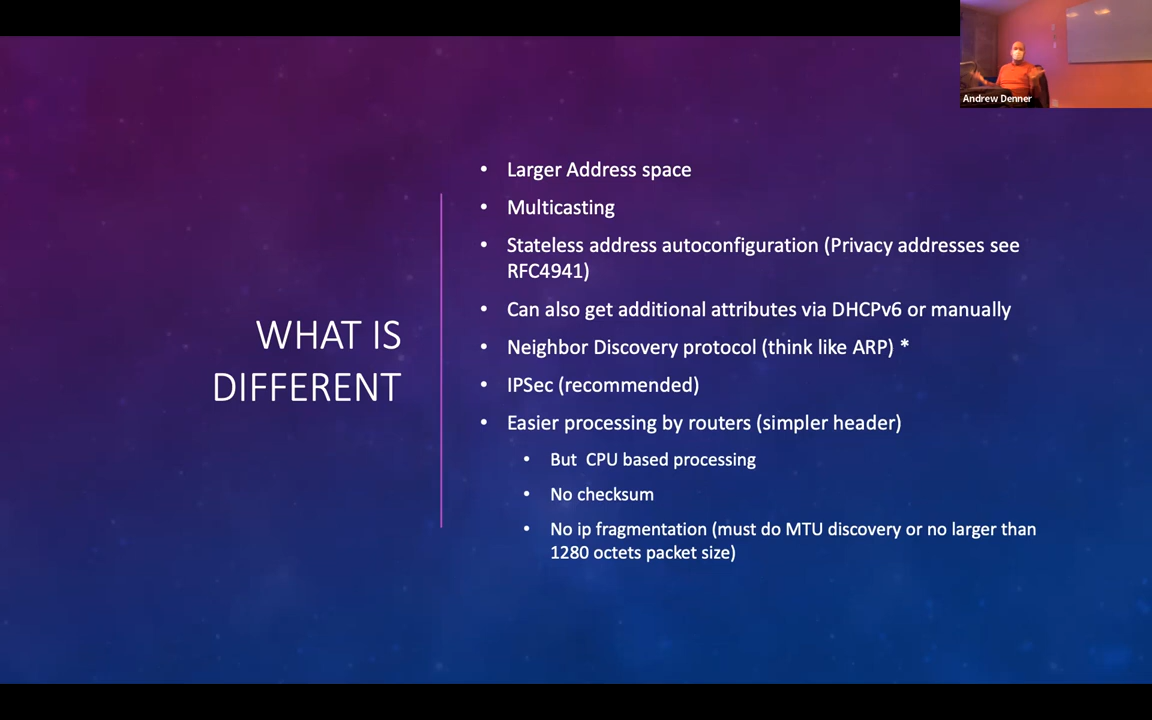 Andrew Denner
WHAT IS
DIFFERENT
• Larger Address space
• Multicasting
• Stateless address autoconfiguration (Privacy addresses see
RFC4941)
• Can also get additional attributes via DHCPv6 or manually
• Neighbor Discovery protocol (think like ARP) *
• IPSec (recommended)
• Easier processing by routers (simpler header)
• But CPU based processing
• No checksum
• No ip fragmentation (must do MTU discovery or no larger than
1280 octets packet size)